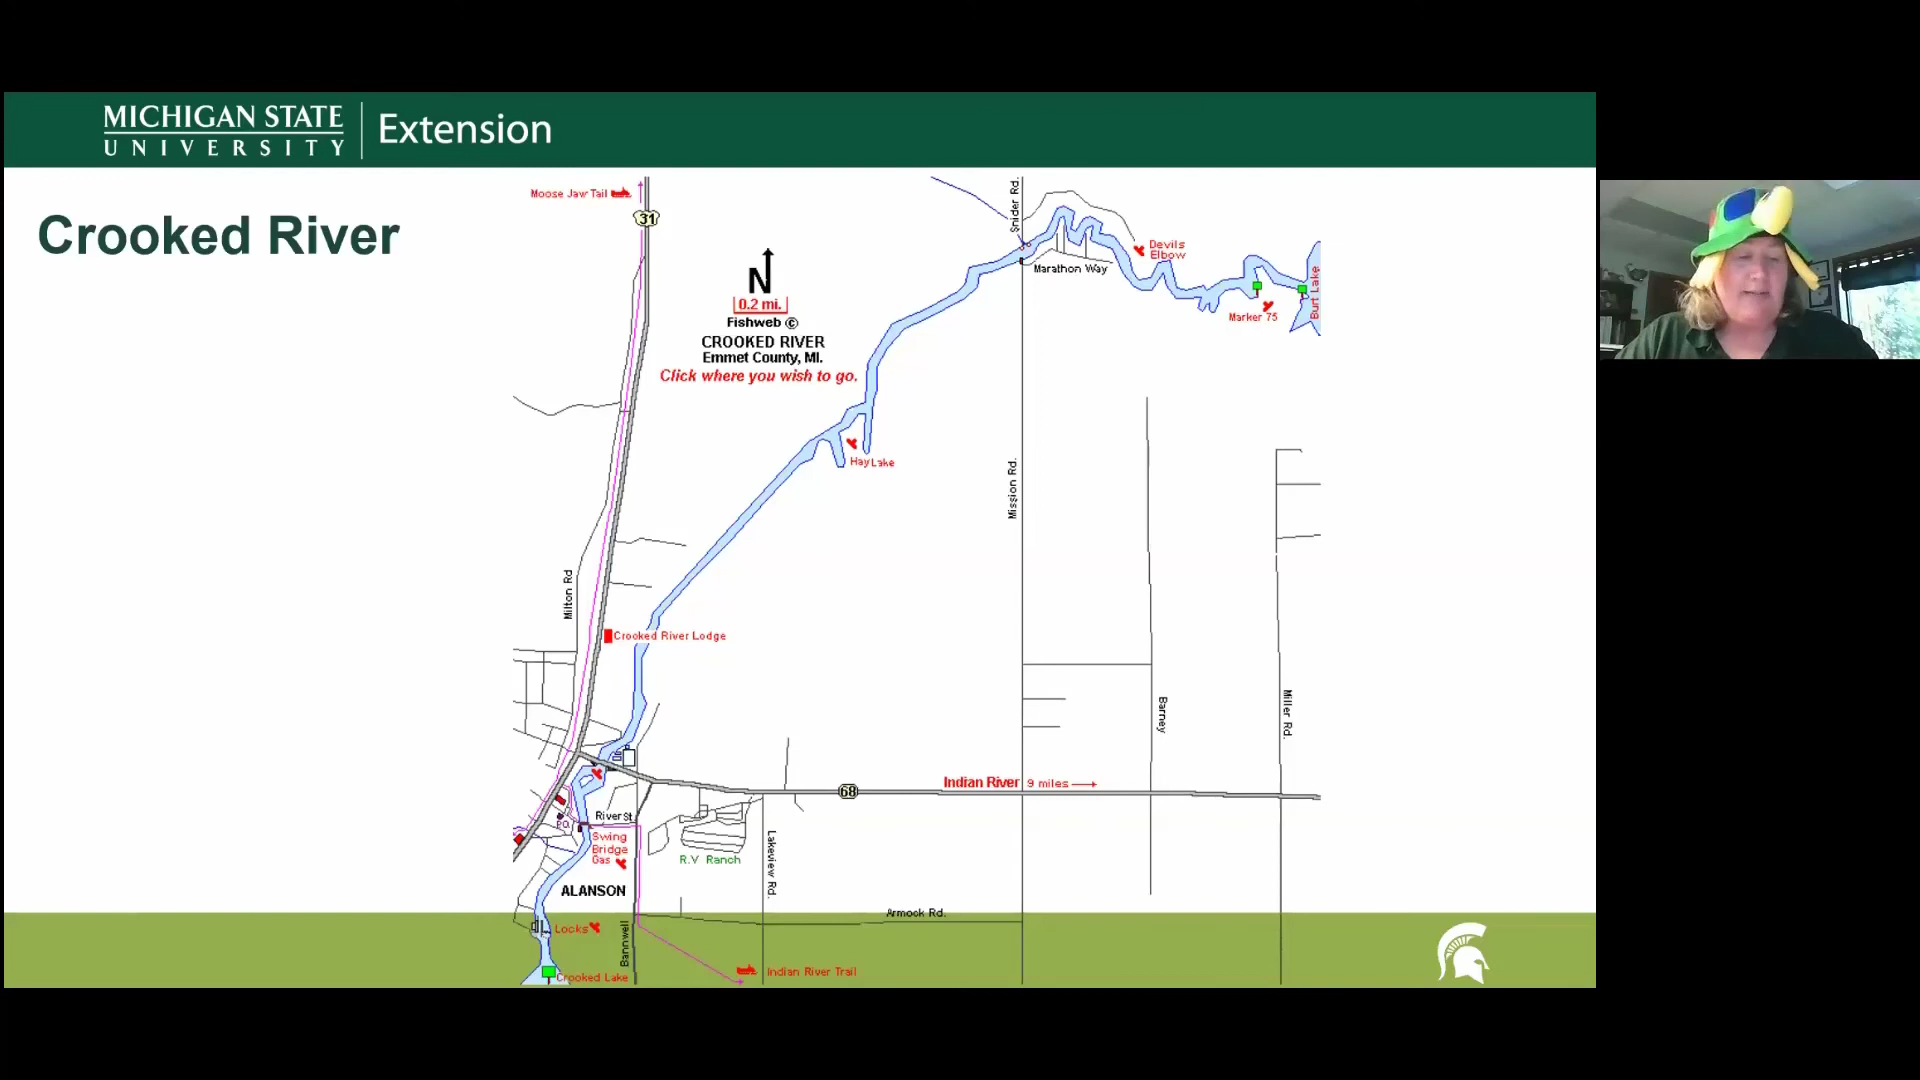 MICHIGAN STATE
UNIVERSITY
Extension
Crooked River
Moose Jaw Tail
31
N
0.2 mi.
Fishweb ©
CROOKED RIVER
Emmet County, MI.
Click where you wish to go.
Snider Rd.
Devils
Elbow
Marathon Way
Marker 75
Burt Lake
Hay Lake
Mission Rd.
Milton Rd
Crooked River Lodge
Barney
Miller Rd.
Indian River 9 miles
68
River St.
P.O.
Swing
Bridge
Gas
R.V Ranch
Lakeview Rd.
ALANSON
Armock Rd.
Locks
Bannwell
Crooked Lake
Indian River Trail